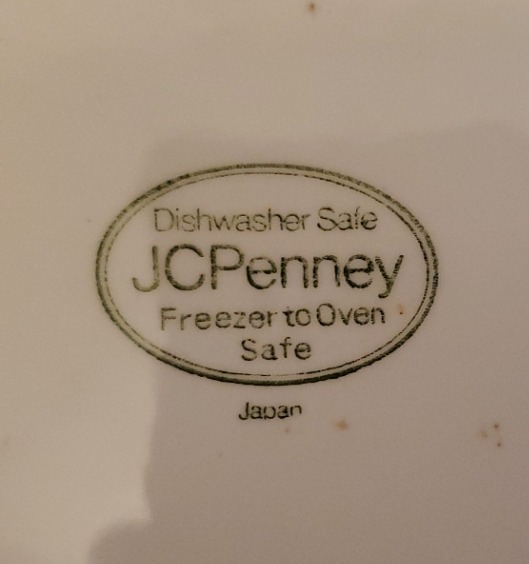 Dishwasher Safe
JCPenney
Freezer to Oven
Safe
Japan